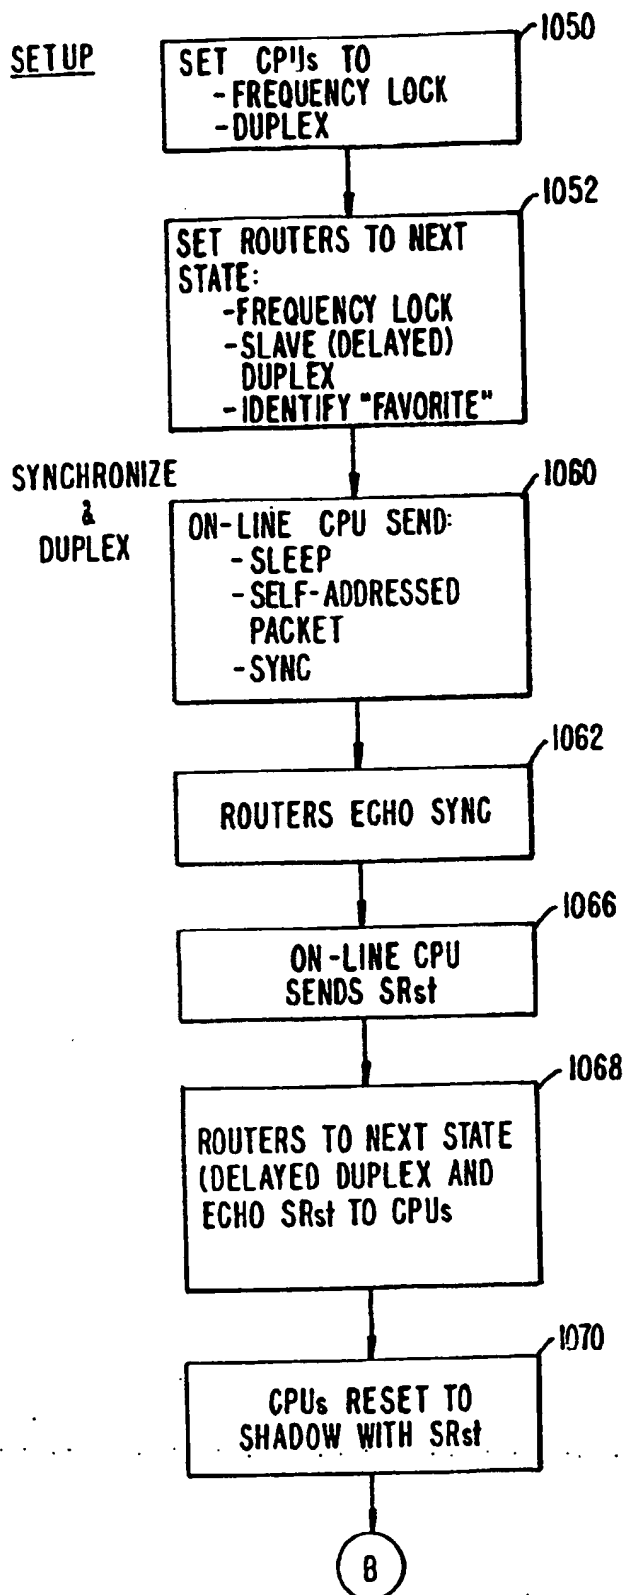 1050
SETUP
SET CPUs TO
-FREQUENCY LOCK
-DUPLEX
1052
SET ROUTERS TO NEXT
STATE:
-FREQUENCY LOCK
-SLAVE (DELAYED)
DUPLEX
-IDENTIFY "FAVORITE"
SYNCHRONIZE
&
DUPLEX
1060
ON-LINE CPU SEND:
-SLEEP
-SELF-ADDRESSED
PACKET
-SYNC
1062
ROUTERS ECHO SYNC
1066
ON-LINE CPU
SENDS SRst
1068
ROUTERS TO NEXT STATE
(DELAYED DUPLEX AND
ECHO SRst TO CPUs
1070
CPUs RESET TO
SHADOW WITH SRst
B